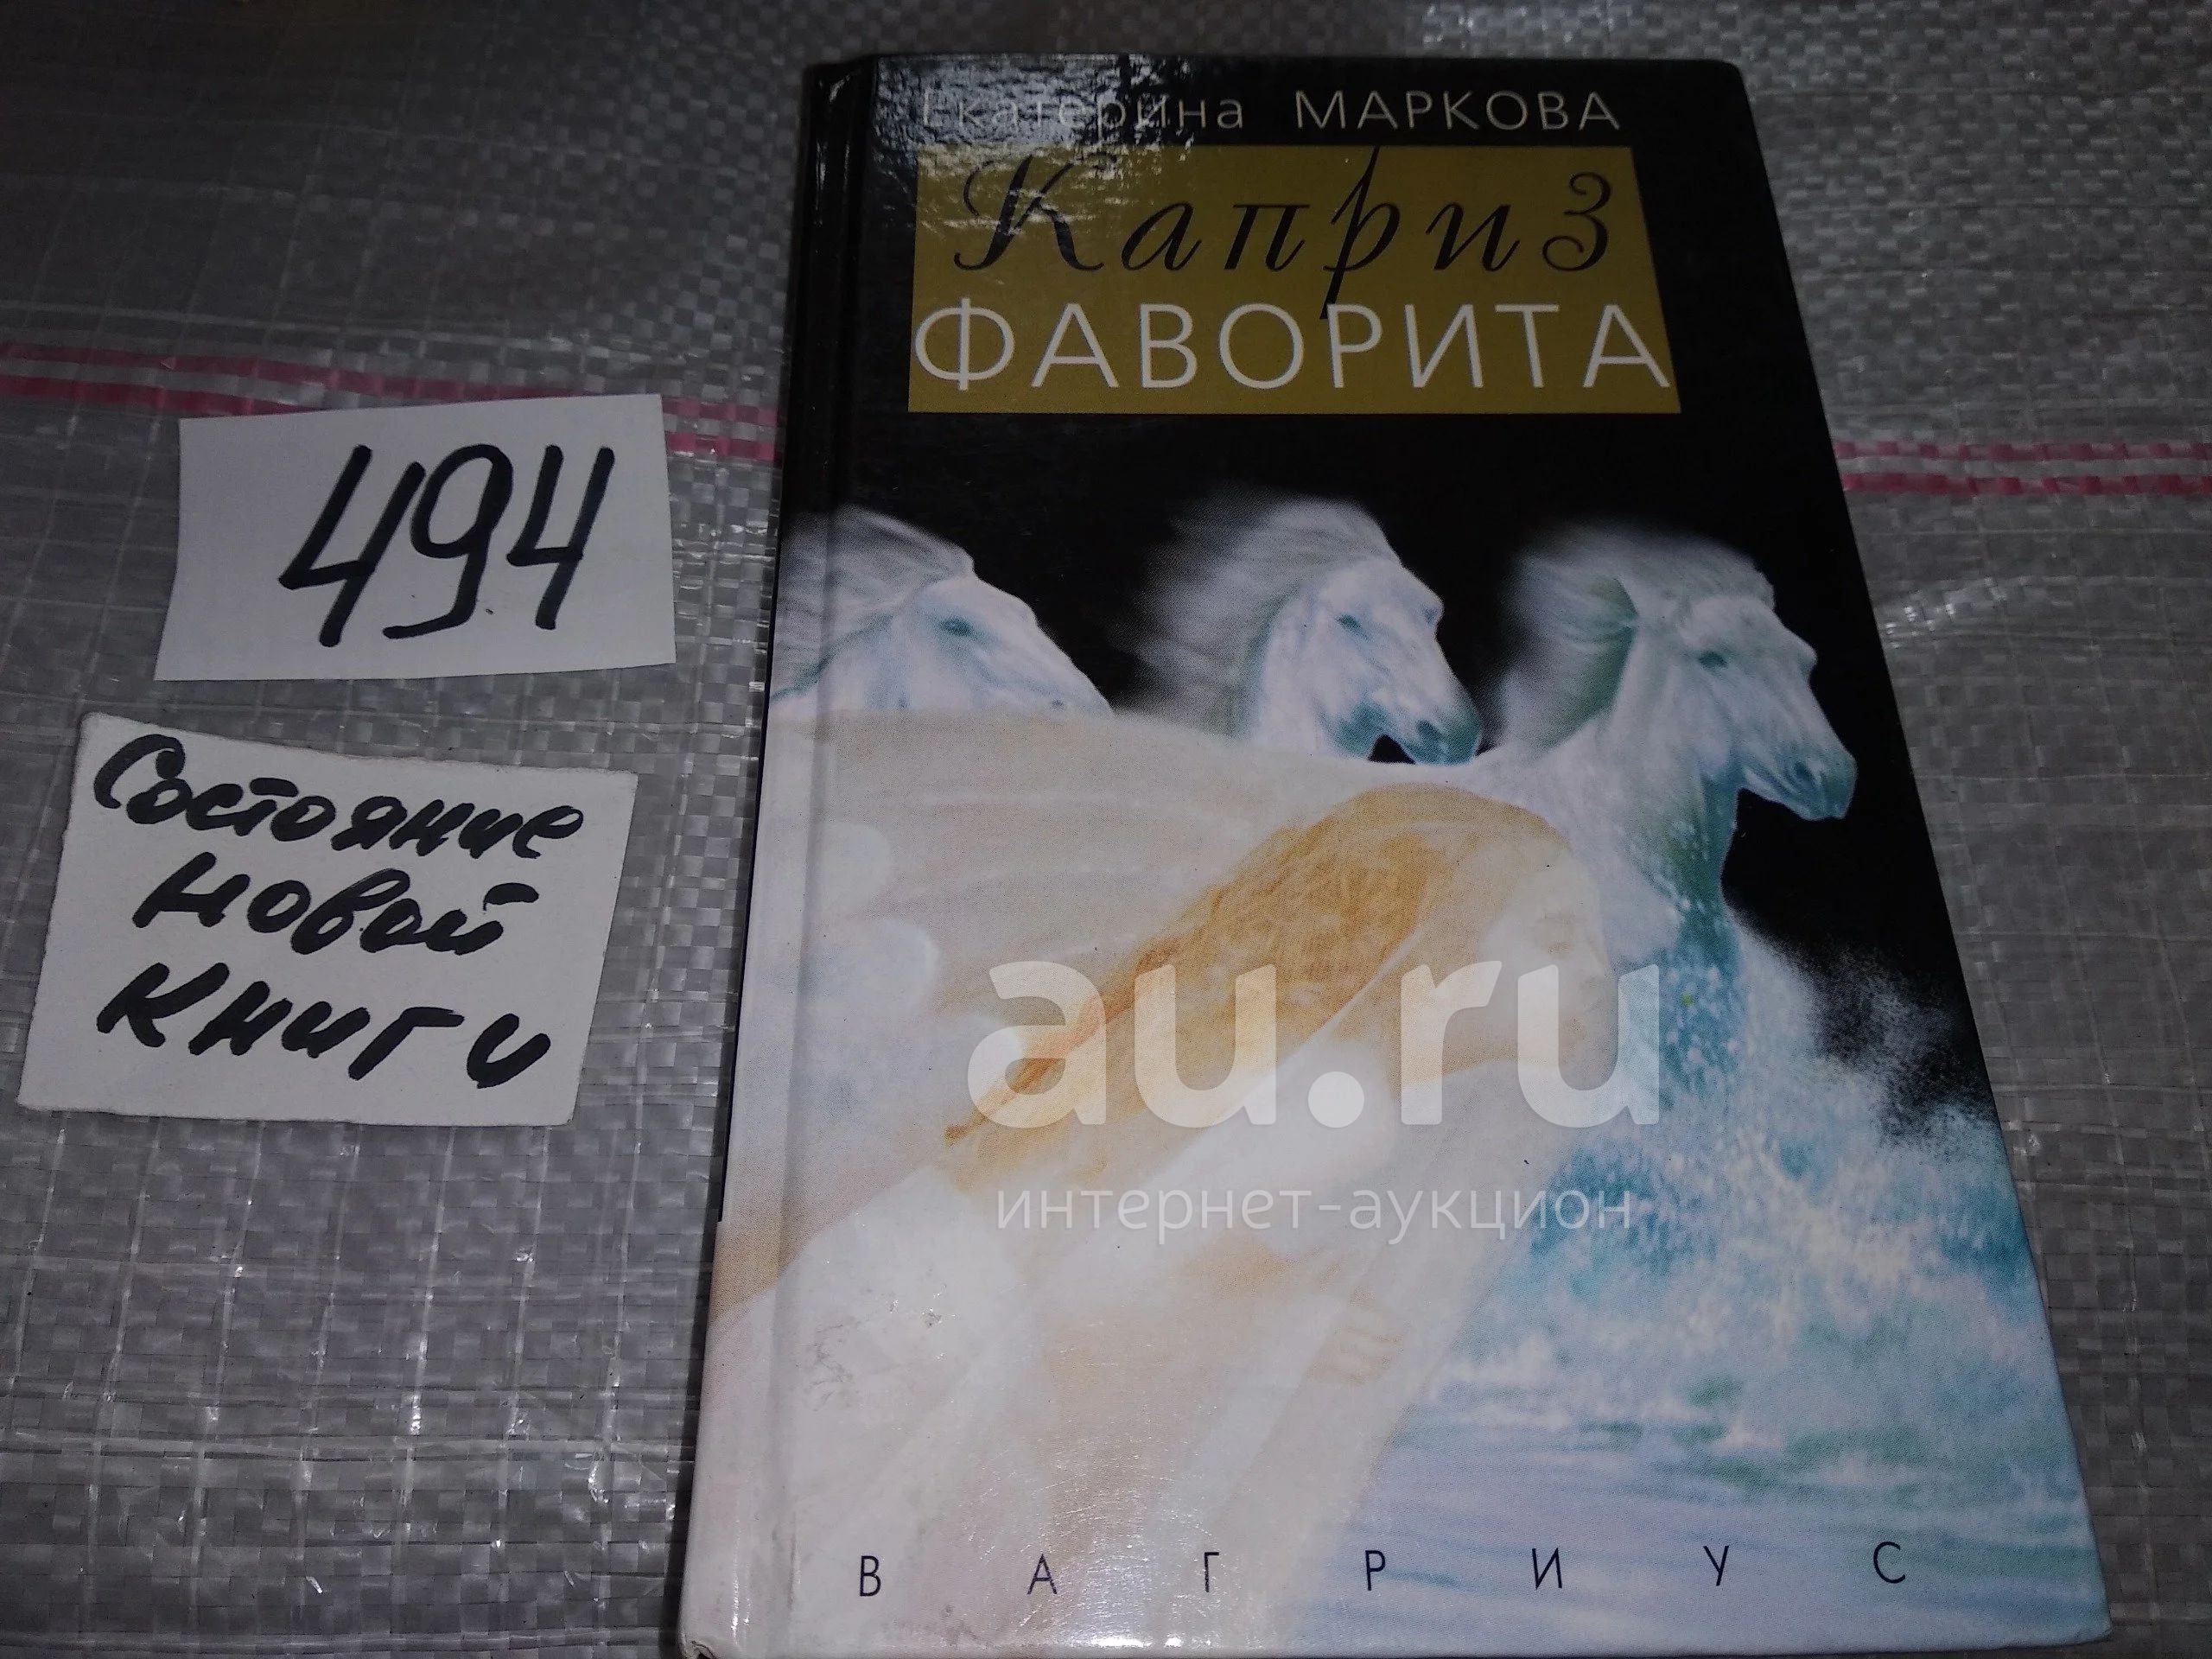 Екатерина МАРКОВА
Каприз
ФАВОРИТА
494
Состояние
новой
книги
au.ru
интернет-аукцион
ВАГРИУС